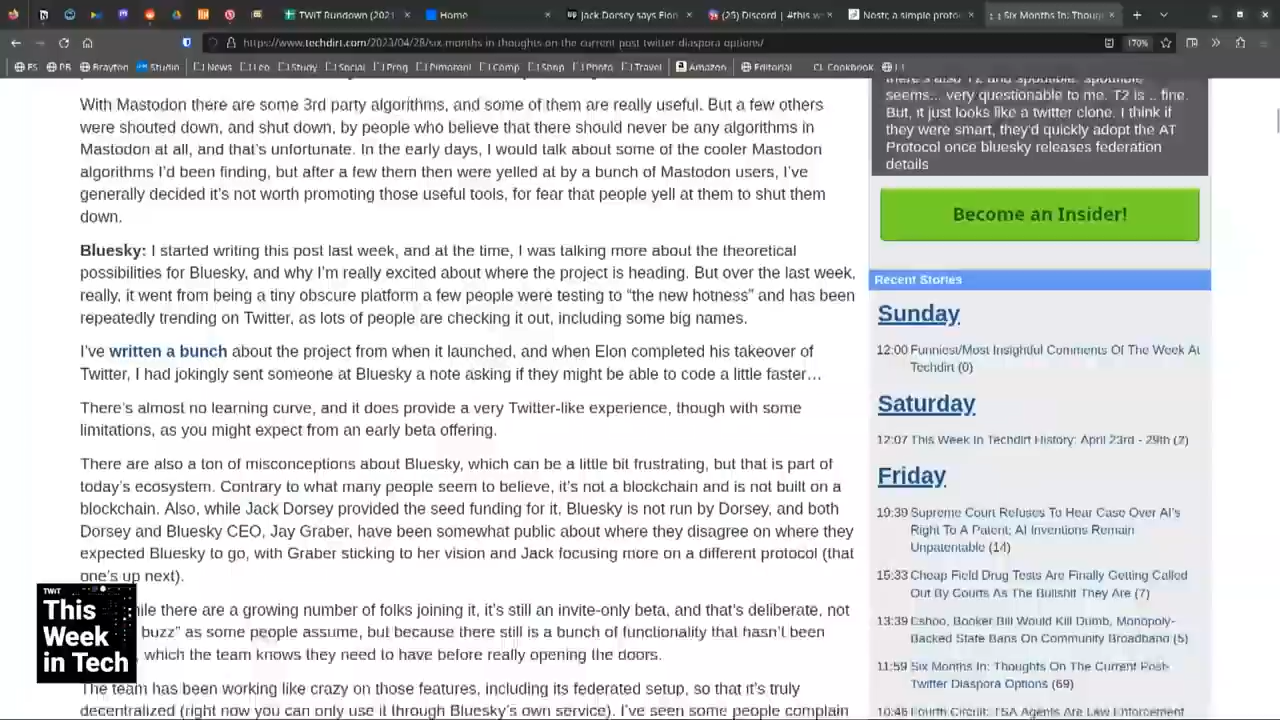 TWiT Rundown (2021
Home
Jack Dorsey says Elon
(25) Discord | #this w
Nostr, a simple proto
Six Months In: Thoug
https://www.techdirt.com/2023/04/28/six-months-in-thoughts-on-the-current-post-twitter-diaspora-options/
170%
BS
PB
Brayton
Studio
News
Leo
Study
Social
Prog
Pimoroni
Comp
Shop
Photo
Travel
Amazon
Editorial
Cookbook
With Mastodon there are some 3rd party algorithms, and some of them are really useful. But a few others
were shouted down, and shut down, by people who believe that there should never be any algorithms in
Mastodon at all, and that's unfortunate. In the early days, I would talk about some of the cooler Mastodon
algorithms I'd been finding, but after a few them then were yelled at by a bunch of Mastodon users, I've
generally decided it's not worth promoting those useful tools, for fear that people yell at them to shut them
down.
Bluesky: I started writing this post last week, and at the time, I was talking more about the theoretical
possibilities for Bluesky, and why I'm really excited about where the project is heading. But over the last week,
really, it went from being a tiny obscure platform a few people were testing to “the new hotness” and has been
repeatedly trending on Twitter, as lots of people are checking it out, including some big names.
I've written a bunch about the project from when it launched, and when Elon completed his takeover of
Twitter, I had jokingly sent someone at Bluesky a note asking if they might be able to code a little faster…
There's almost no learning curve, and it does provide a very Twitter-like experience, though with some
limitations, as you might expect from an early beta offering.
There are also a ton of misconceptions about Bluesky, which can be a little bit frustrating, but that is part of
today's ecosystem. Contrary to what many people seem to believe, it's not a blockchain and is not built on a
blockchain. Also, while Jack Dorsey provided the seed funding for it, Bluesky is not run by Dorsey, and both
Dorsey and Bluesky CEO, Jay Graber, have been somewhat public about where they disagree on where they
expected Bluesky to go, with Graber sticking to her vision and Jack focusing more on a different protocol (that
one's up next).
while there are a growing number of folks joining it, it's still an invite-only beta, and that's deliberate, not
buzz” as some people assume, but because there still is a bunch of functionality that hasn't been
which the team knows they need to have before really opening the doors.
The team has been working like crazy on those features, including its federated setup, so that it's truly
decentralized (right now you can only use it through Bluesky's own service). I've seen some people complain
there's also T2 and spoutible. spoutible
seems... very questionable to me. T2 is .. fine.
But, it just looks like a twitter clone. I think if
they were smart, they'd quickly adopt the AT
Protocol once bluesky releases federation
details
Become an Insider!
Recent Stories
Sunday
12:00 Funniest/Most Insightful Comments Of The Week At
Techdirt (0)
Saturday
12:07 This Week In Techdirt History: April 23rd - 29th (2)
Friday
19:39 Supreme Court Refuses To Hear Case Over AI's
Right To A Patent; AI Inventions Remain
Unpatentable (14)
15:33 Cheap Field Drug Tests Are Finally Getting Called
Out By Courts As The Bullshit They Are (7)
13:39 Eshoo, Booker Bill Would Kill Dumb, Monopoly-
Backed State Bans On Community Broadband (5)
11:59 Six Months In: Thoughts On The Current Post-
Twitter Diaspora Options (69)
10:46 Fourth Circuit: TSA Agents Are Law Enforcement
TWiT
This
Week
in Tech